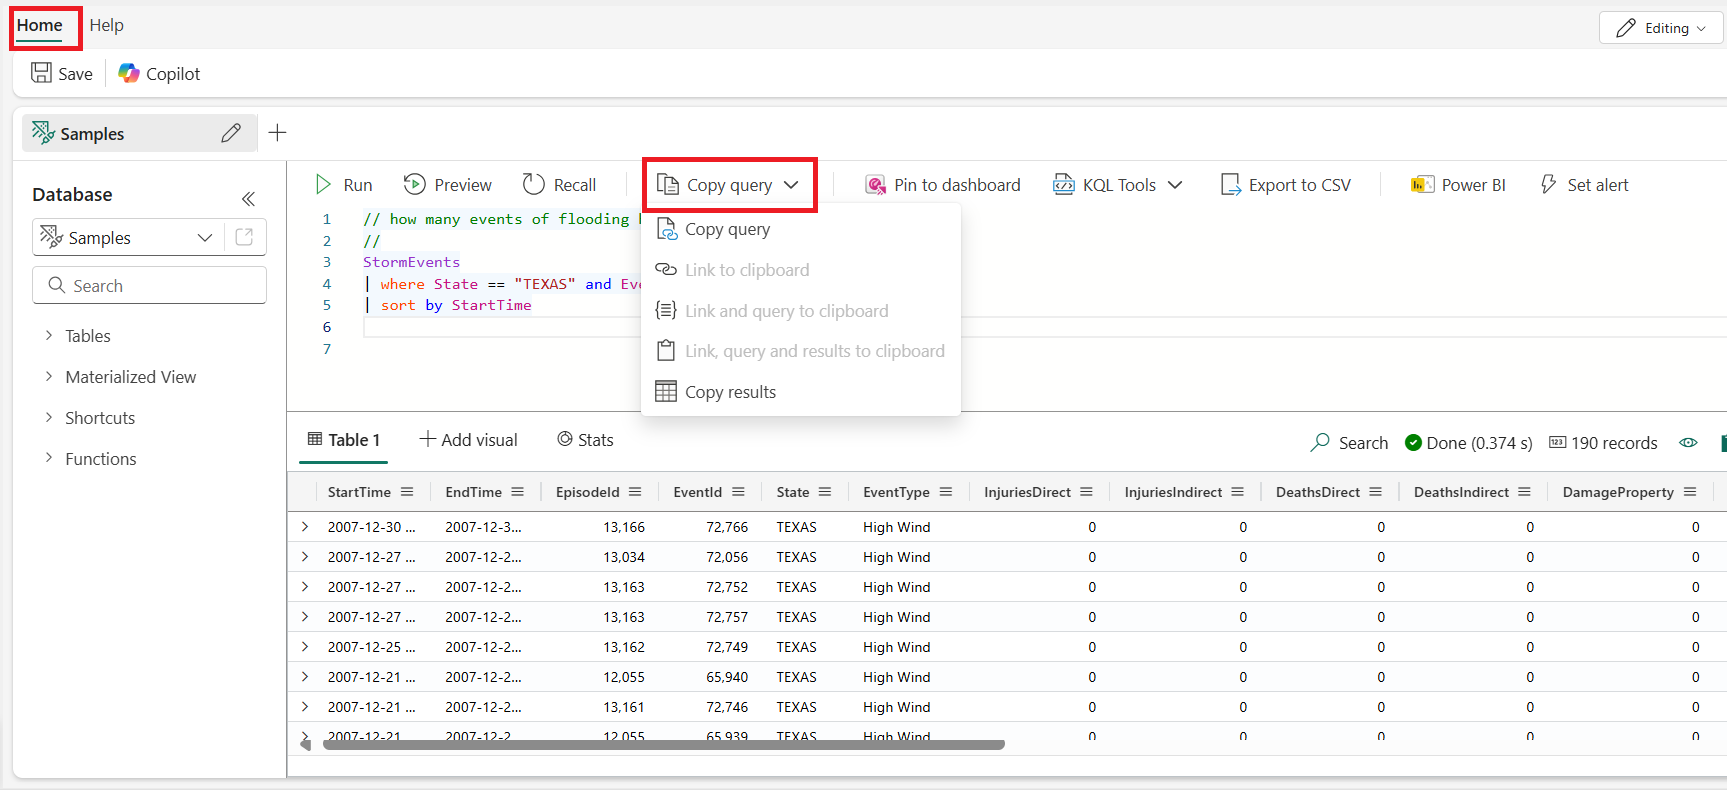 Home Help
Editing
Save Copilot
Samples
Database
Samples
Search
Tables
Materialized View
Shortcuts
Functions
Run Preview Recall Copy query Pin to dashboard KQL Tools Export to CSV Power BI Set alert
1 // how many events of flooding
2 //
3 StormEvents
4 | where State == "TEXAS" and Eve
5 | sort by StartTime
6
7
Copy query
Link to clipboard
Link and query to clipboard
Link, query and results to clipboard
Copy results
Table 1 Add visual Stats Search Done (0.374 s) 123 190 records
StartTime EndTime EpisodeId EventId State EventType InjuriesDirect InjuriesIndirect DeathsDirect DeathsIndirect DamageProperty
2007-12-30 ... 2007-12-3... 13,166 72,766 TEXAS High Wind 0 0 0 0 0
2007-12-27 ... 2007-12-2... 13,034 72,056 TEXAS High Wind 0 0 0 0 0
2007-12-27 ... 2007-12-2... 13,163 72,752 TEXAS High Wind 0 0 0 0 0
2007-12-27 ... 2007-12-2... 13,163 72,757 TEXAS High Wind 0 0 0 0 0
2007-12-25 ... 2007-12-2... 13,162 72,749 TEXAS High Wind 0 0 0 0 0
2007-12-21 ... 2007-12-2... 12,055 65,940 TEXAS High Wind 0 0 0 0 0
2007-12-21 ... 2007-12-2... 13,161 72,746 TEXAS High Wind 0 0 0 0 0
2007-12-21 2007-12-2 12,055 65,939 TEXAS High Wind 0 0 0 0 0